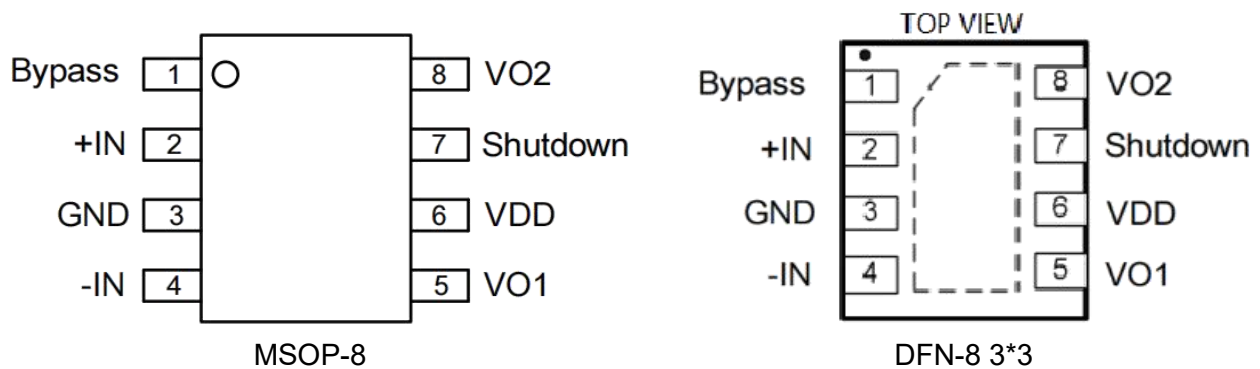 Bypass 1 8 VO2
+IN 2 7 Shutdown
GND 3 6 VDD
-IN 4 5 VO1
MSOP-8
TOP VIEW
Bypass 1 8 VO2
+IN 2 7 Shutdown
GND 3 6 VDD
-IN 4 5 VO1
DFN-8 3*3